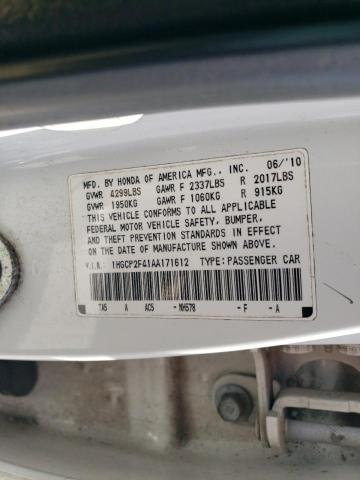 MFD. BY HONDA OF AMERICA MFG., INC. 06/'10
GVWR 4299LBS GAWR F 2337LBS R 2017LBS
GVWR 1950KG GAWR F 1060KG R 915KG
"THIS VEHICLE CONFORMS TO ALL APPLICABLE
FEDERAL MOTOR VEHICLE SAFETY, BUMPER,
AND THEFT PREVENTION STANDARDS IN EFFECT
ON THE DATE OF MANUFACTURE SHOWN ABOVE."
V.I.N.: 1HGCP2F41AA171612 TYPE:PASSENGER CAR
TA5 A AC5 - NH578 - F - A